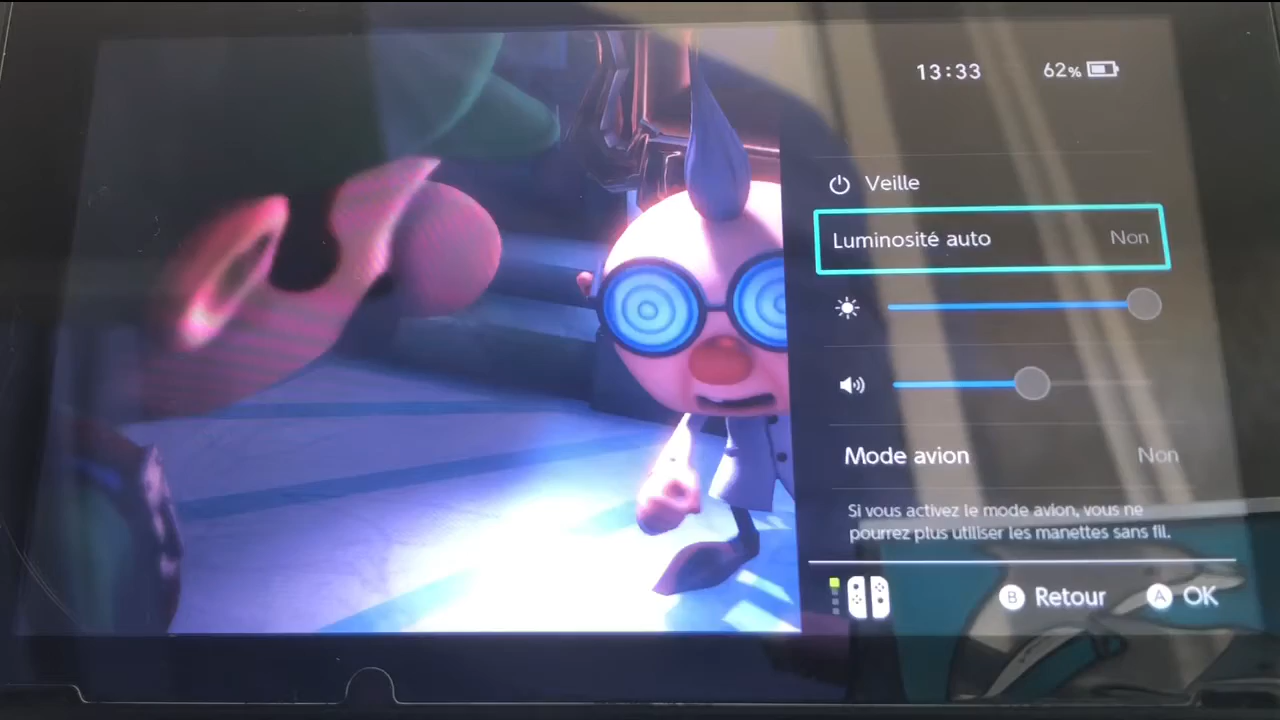 13:33 62%
Veille
Luminosité auto Non
Mode avion Non
Si vous activez le mode avion, vous ne
pourrez plus utiliser les manettes sans fil.
B Retour A OK